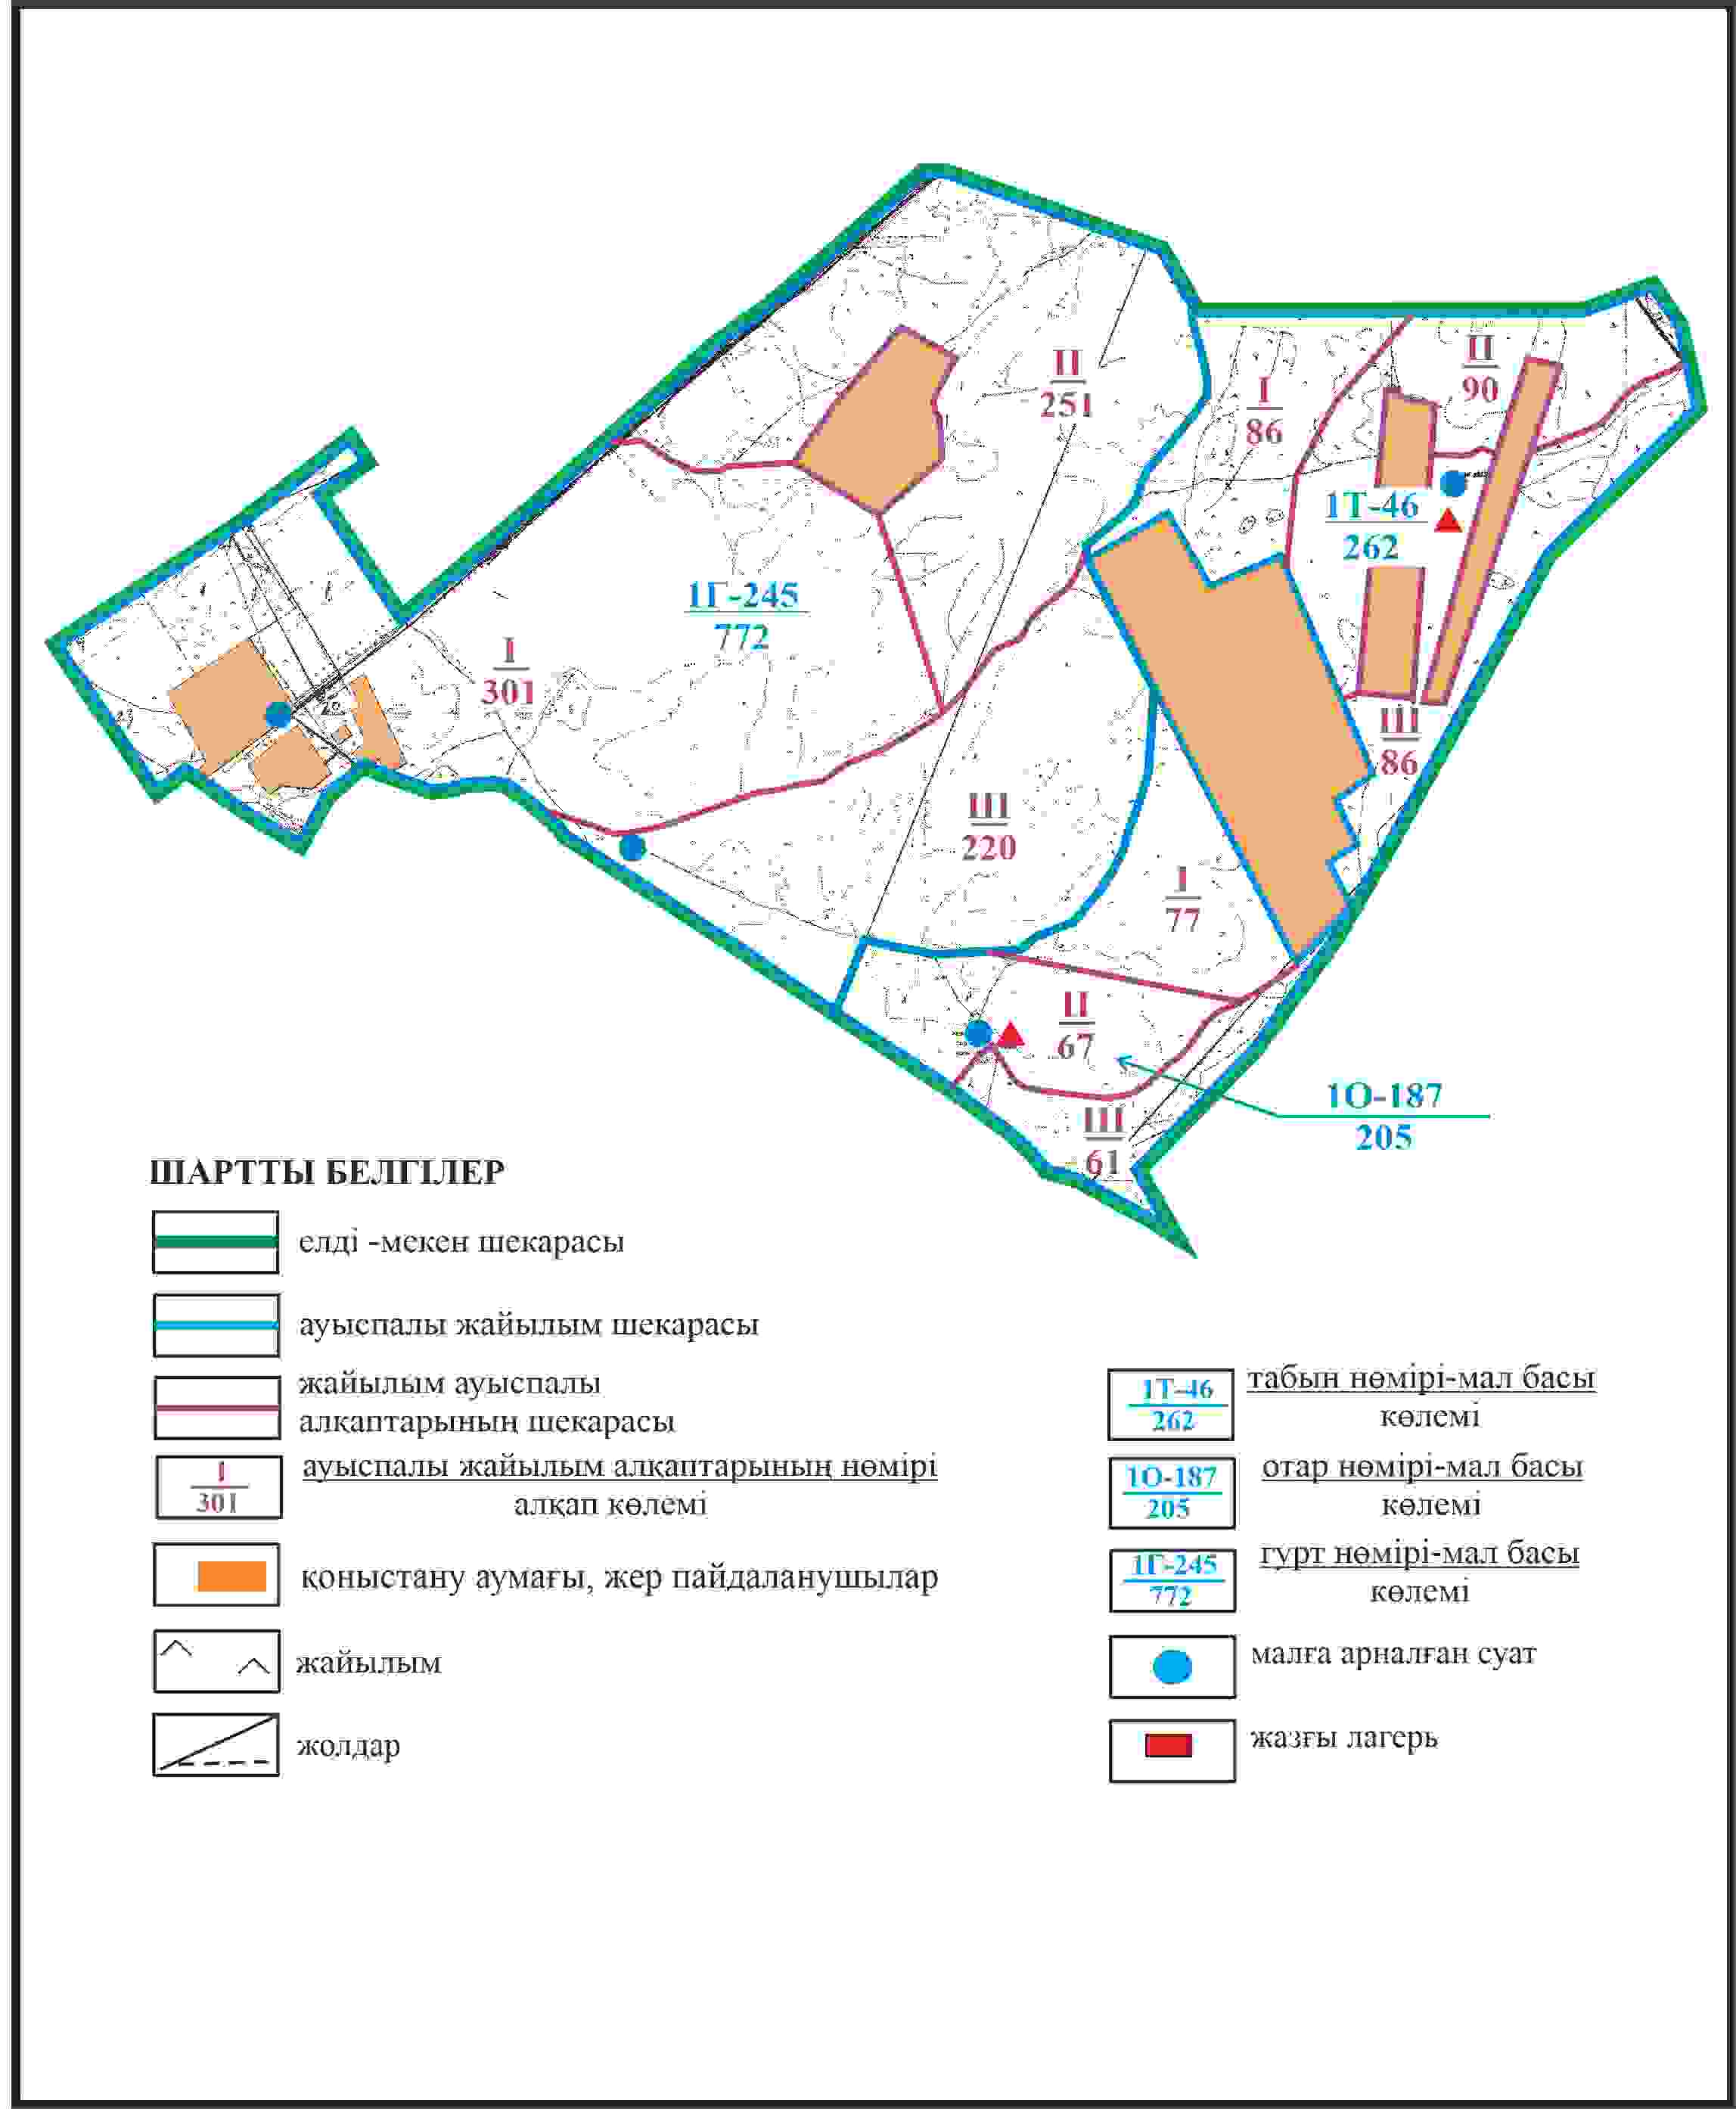 II
251
I
86
II
90
1Т-46
262
1Г-245
772
I
301
III
86
III
220
I
77
II
67
1О-187
205
III
61
ШАРТТЫ БЕЛГІЛЕР
елді -мекен шекарасы
ауыспалы жайылым шекарасы
жайылым ауыспалы
алқаптарының шекарасы
I
301
ауыспалы жайылым алқаптарының нөмірі
алқап көлемі
қоныстану аумағы, жер пайдаланушылар
жайылым
жолдар
1Т-46
262
табын нөмірі-мал басы
көлемі
1О-187
205
отар нөмірі-мал басы
көлемі
1Г-245
772
гурт нөмірі-мал басы
көлемі
малға арналған суат
жазғы лагерь